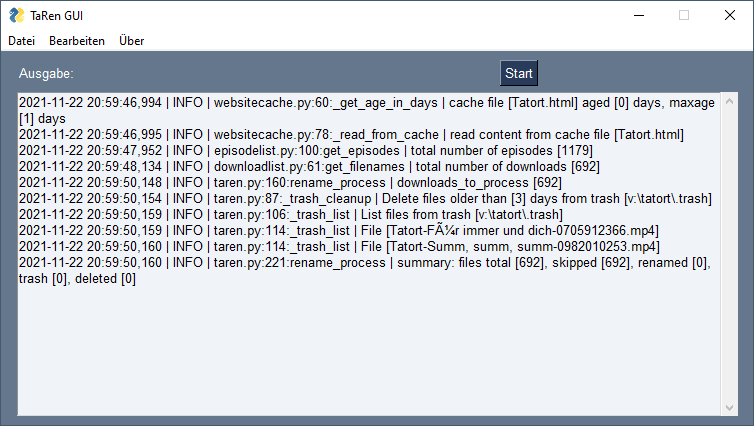 TaRen GUI
Datei Bearbeiten Über
Ausgabe: Start
2021-11-22 20:59:46,994 | INFO | websitecache.py:60:_get_age_in_days | cache file [Tatort.html] aged [0] days, maxage
[1] days
2021-11-22 20:59:46,995 | INFO | websitecache.py:78:_read_from_cache | read content from cache file [Tatort.html]
2021-11-22 20:59:47,952 | INFO | episodelist.py:100:get_episodes | total number of episodes [1179]
2021-11-22 20:59:48,134 | INFO | downloadlist.py:61:get_filenames | total number of downloads [692]
2021-11-22 20:59:50,148 | INFO | taren.py:160:rename_process | downloads_to_process [692]
2021-11-22 20:59:50,154 | INFO | taren.py:87:_trash_cleanup | Delete files older than [3] days from trash [v:\tatort\.trash]
2021-11-22 20:59:50,159 | INFO | taren.py:106:_trash_list | List files from trash [v:\tatort\.trash]
2021-11-22 20:59:50,159 | INFO | taren.py:114:_trash_list | File [Tatort-FÃ¼r immer und dich-0705912366.mp4]
2021-11-22 20:59:50,160 | INFO | taren.py:114:_trash_list | File [Tatort-Summ, summ, summ-0982010253.mp4]
2021-11-22 20:59:50,160 | INFO | taren.py:221:rename_process | summary: files total [692], skipped [692], renamed [0],
trash [0], deleted [0]